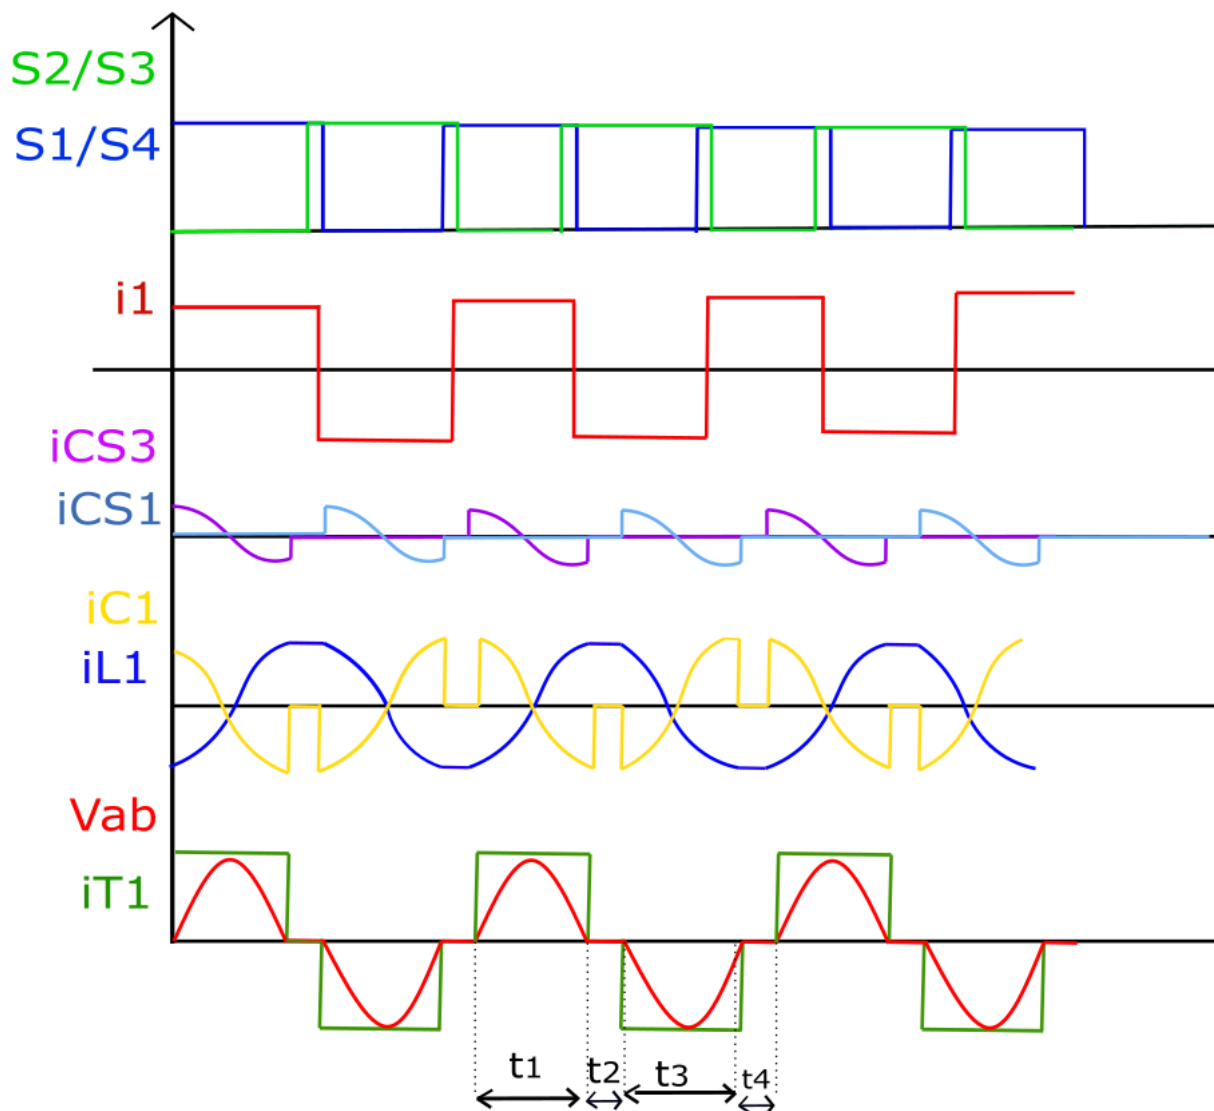 S2/S3
S1/S4
i1
iCS3
iCS1
iC1
iL1
Vab
iT1
t1 t2 t3 t4